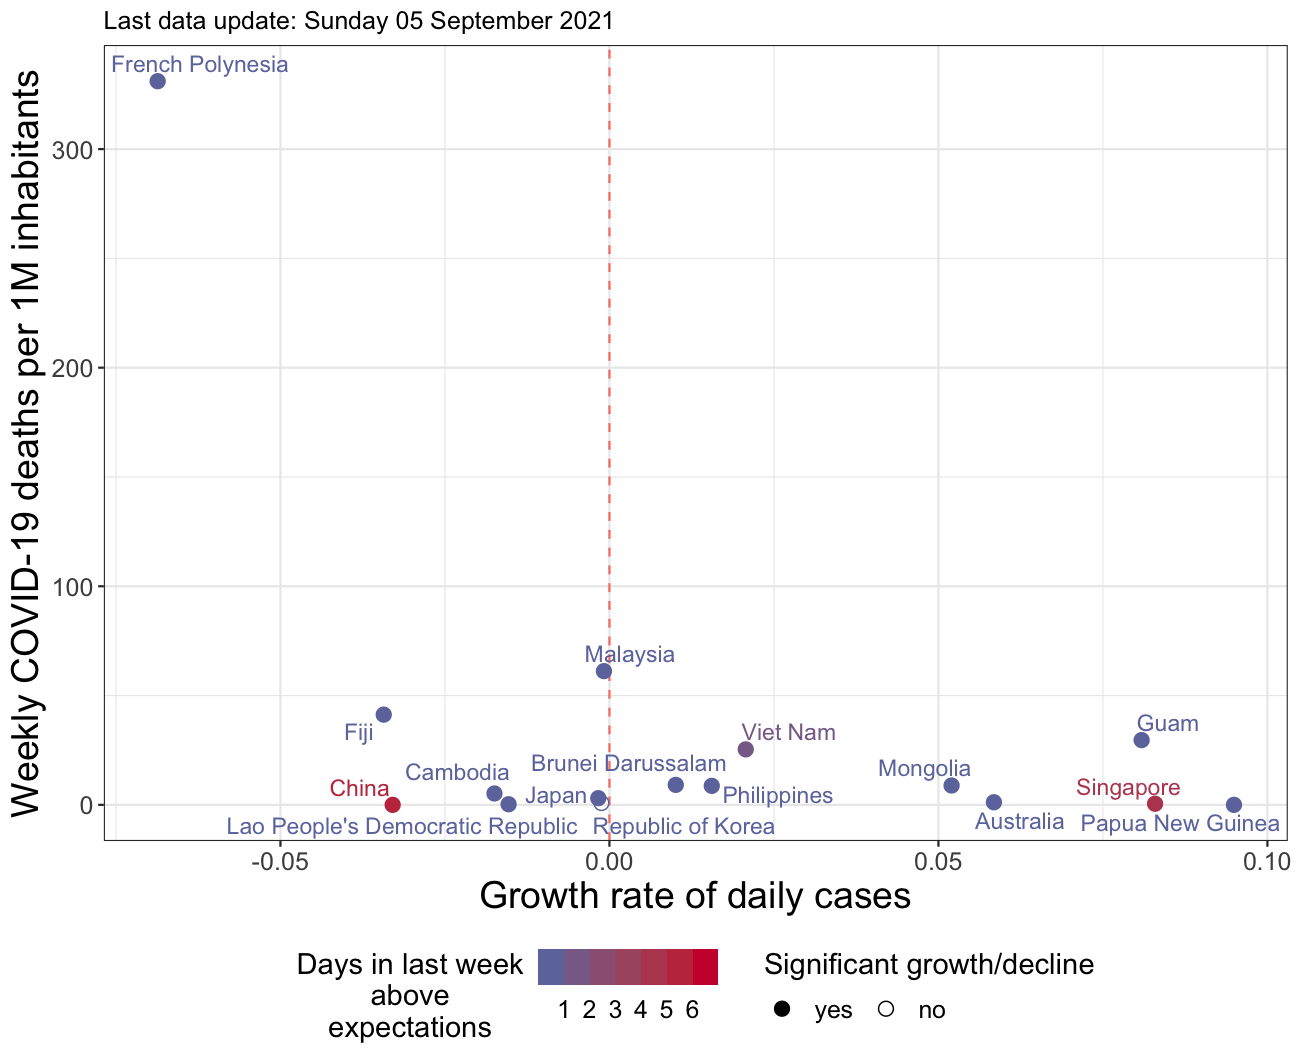 Last data update: Sunday 05 September 2021
Weekly COVID-19 deaths per 1M inhabitants
300
200
100
0
French Polynesia
Malaysia
Fiji
Guam
Viet Nam
Brunei Darussalam
Cambodia
Mongolia
China
Japan
Philippines
Singapore
Lao People's Democratic Republic
Republic of Korea
Australia
Papua New Guinea
-0.05
0.00
0.05
0.10
Growth rate of daily cases
Days in last week
above
expectations
1 2 3 4 5 6
Significant growth/decline
yes
no